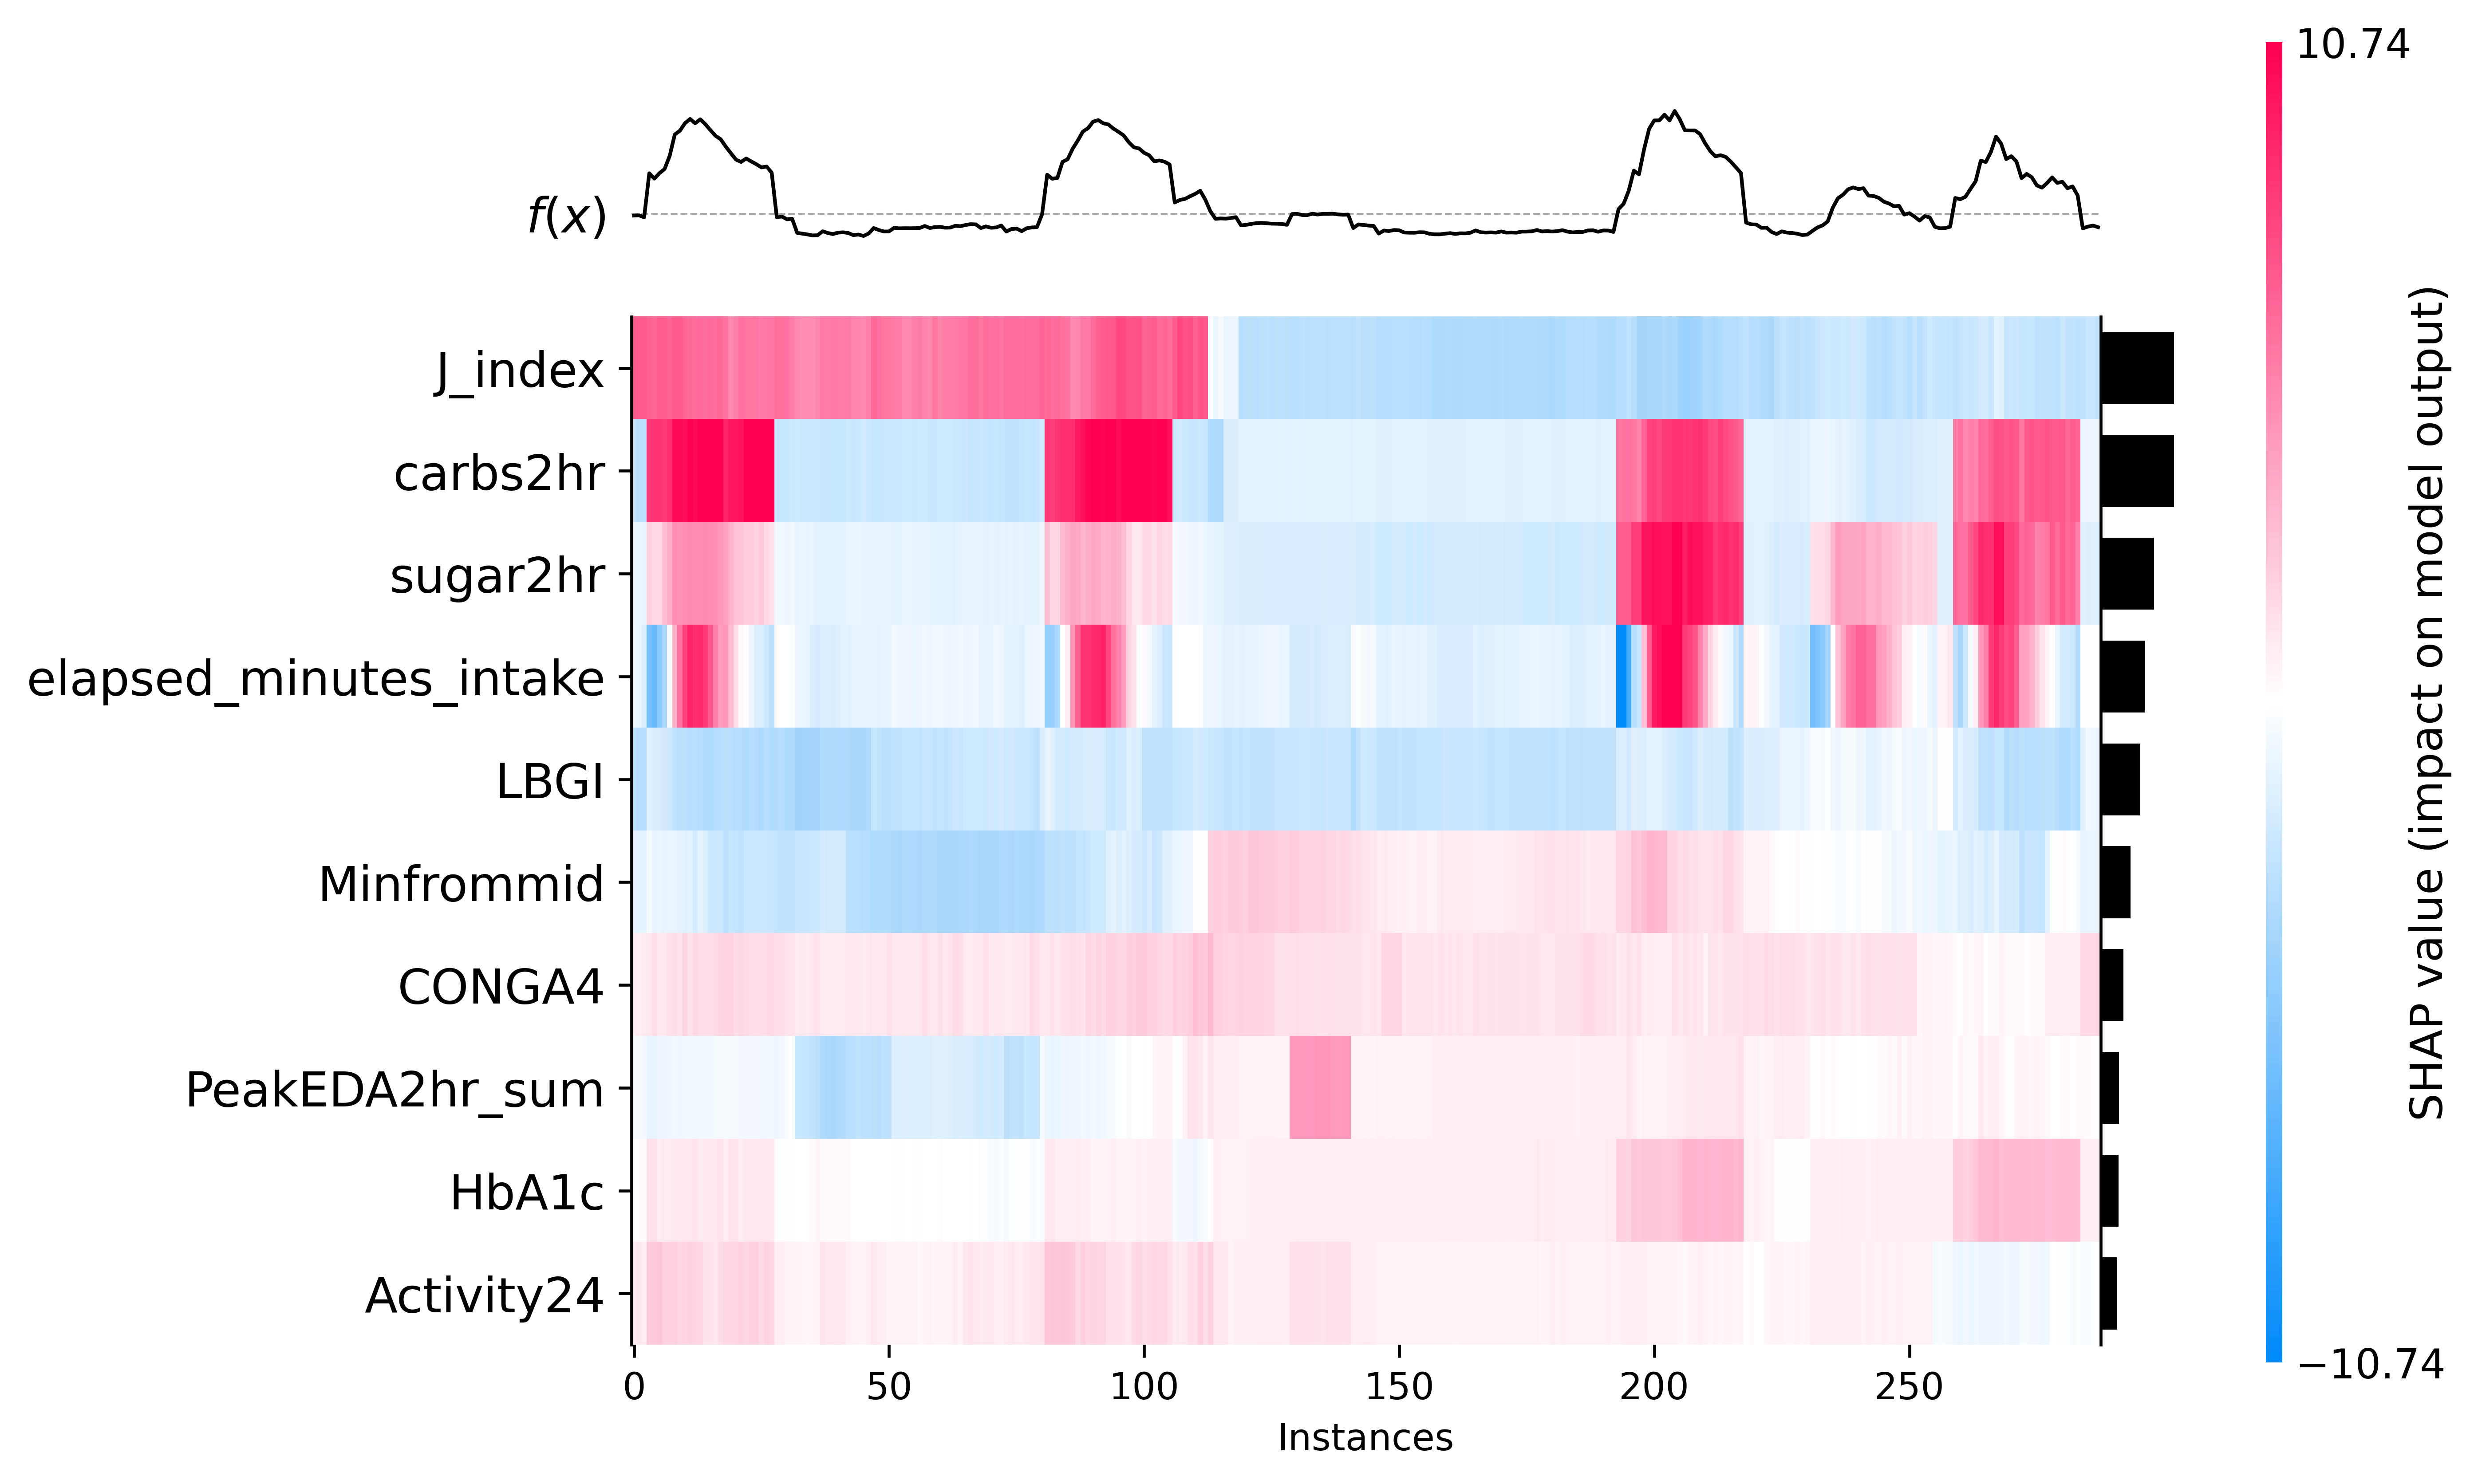 10.74
f(x)
J_index
carbs2hr
sugar2hr
elapsed_minutes_intake
LBGI
Minfrommid
CONGA4
PeakEDA2hr_sum
HbA1c
Activity24
0 50 100 150 200 250
Instances
SHAP value (impact on model output)
−10.74